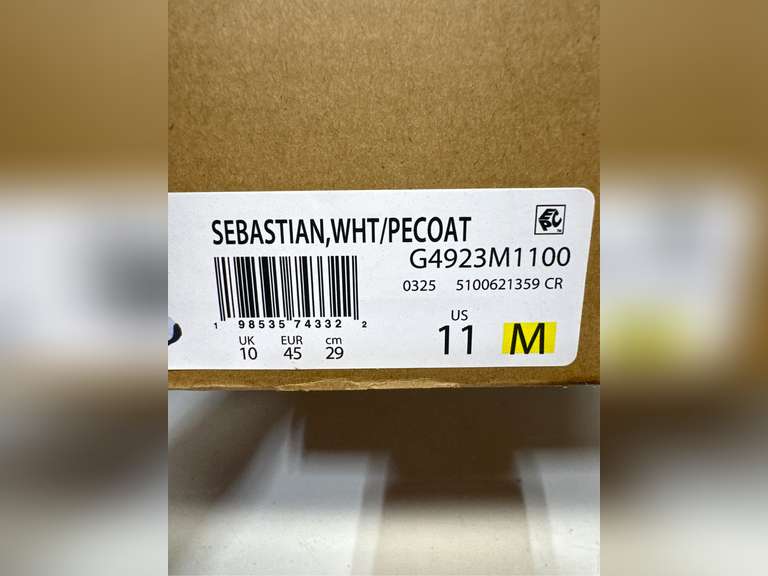 SEBASTIAN,WHT/PECOAT
EPC
G4923M1100
0325 5100621359 CR
1 98535 74332 2
US
11 M
UK EUR cm
10 45 29